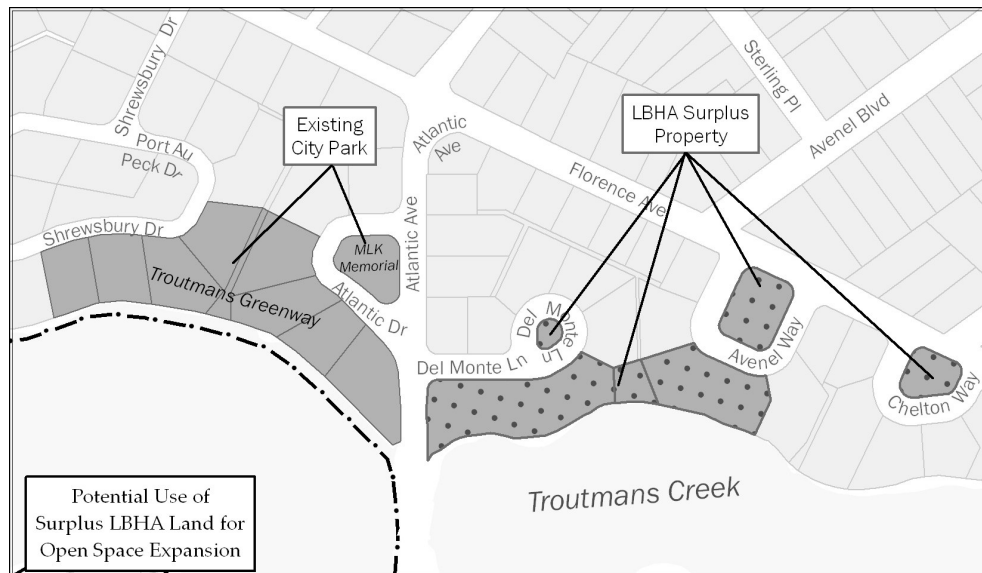 Shrewsbury Dr
Sterling Pl
Existing
City Park
LBHA Surplus
Property
Atlantic
Ave
Avenel Blvd
Port Au
Peck Dr
Florence Ave
Shrewsbury Dr
Atlantic Ave
MLK
Memorial
Troutmans Greenway
Atlantic Dr
Del Monte Ln
Del Monte Ln
Avenel Way
Chelton Way
Troutmans Creek
Potential Use of
Surplus LBHA Land for
Open Space Expansion